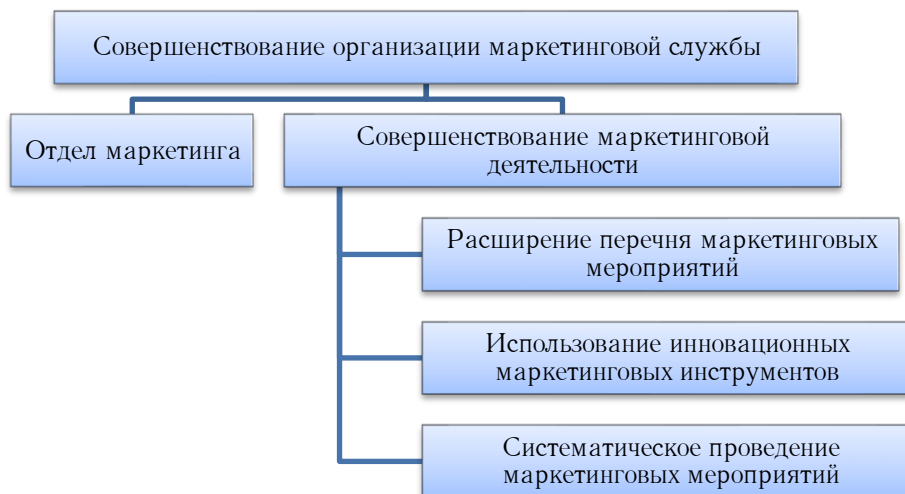 Совершенствование организации маркетинговой службы
Отдел маркетинга
Совершенствование маркетинговой
деятельности
Расширение перечня маркетинговых
мероприятий
Использование инновационных
маркетинговых инструментов
Систематическое проведение
маркетинговых мероприятий